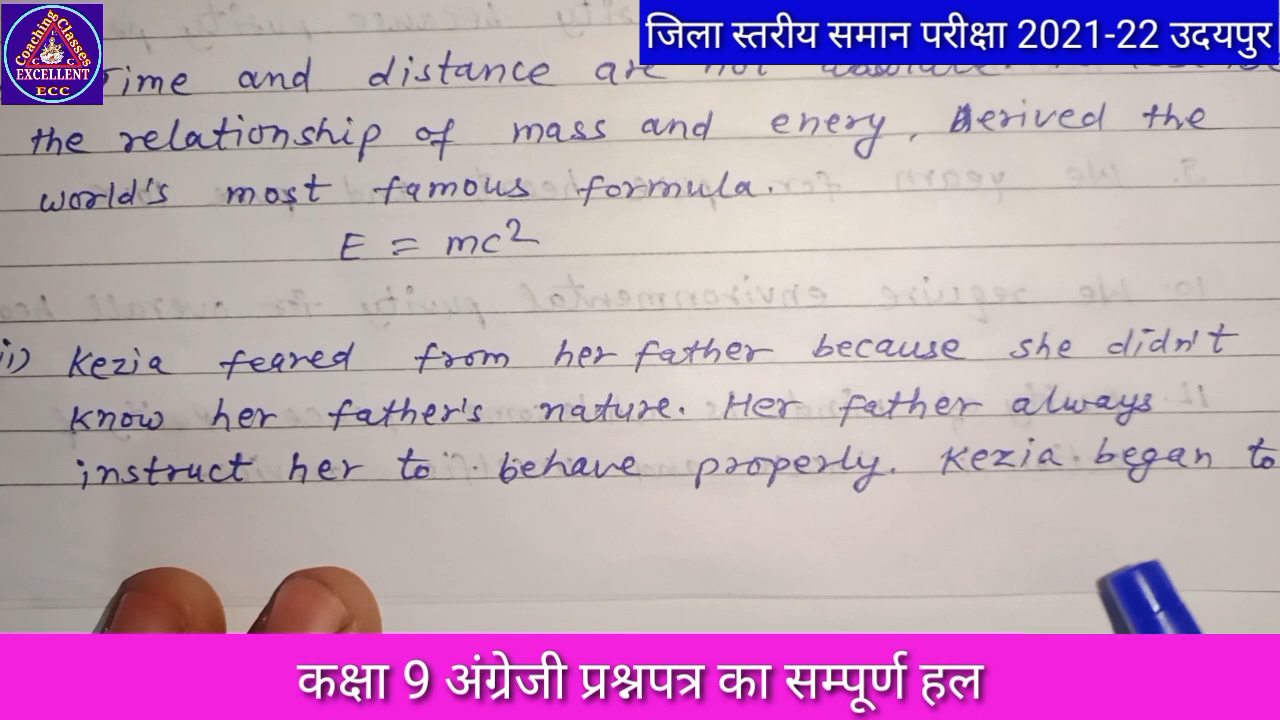 Coaching Classes
C G C
EXCELLENT
ECC
जिला स्तरीय समान परीक्षा 2021-22 उदयपुर
Time and distance are not absolute.
the relationship of mass and enery, Derived the
world's most famous formula.
E = mc2
ii) Kezia feared from her father because she didn't
know her father's nature. Her father always
instruct her to behave properly. Kezia began to
कक्षा 9 अंग्रेजी प्रश्नपत्र का सम्पूर्ण हल